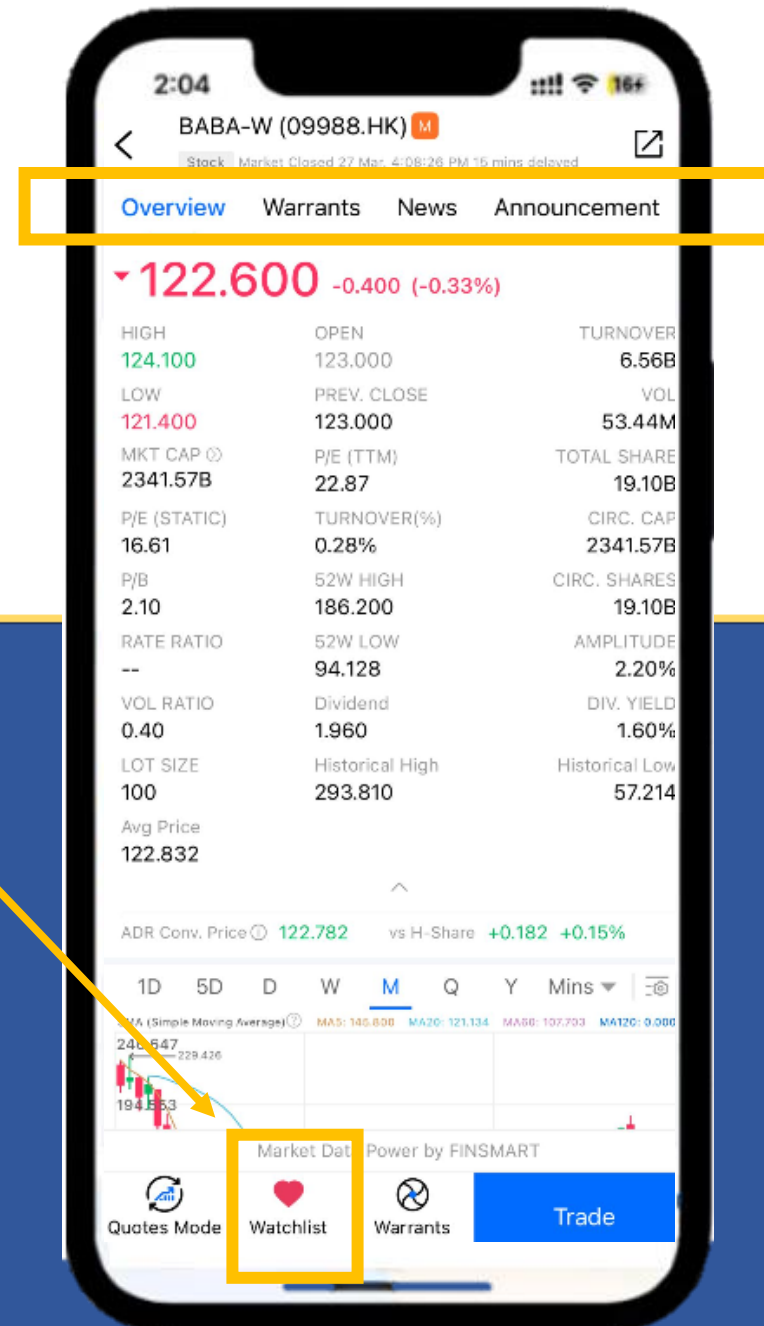 2:04
16+
BABA-W (09988.HK) M
Stock Market Closed 27 Mar, 4:08:26 PM 15 mins delayed
Overview Warrants News Announcement
122.600 -0.400 (-0.33%)
HIGH OPEN TURNOVER
124.100 123.000 6.56B
LOW PREV. CLOSE VOL
121.400 123.000 53.44M
MKT CAP P/E (TTM) TOTAL SHARE
2341.57B 22.87 19.10B
P/E (STATIC) TURNOVER(%) CIRC. CAP
16.61 0.28% 2341.57B
P/B 52W HIGH CIRC. SHARES
2.10 186.200 19.10B
RATE RATIO 52W LOW AMPLITUDE
-- 94.128 2.20%
VOL RATIO Dividend DIV. YIELD
0.40 1.960 1.60%
LOT SIZE Historical High Historical Low
100 293.810 57.214
Avg Price
122.832
ADR Conv. Price 122.782 vs H-Share +0.182 +0.15%
1D 5D D W M Q Y Mins
(Simple Moving Average) MA20: 121.134 MA60: 107.703 MA120: 0.000
229.426
Market Data Power by FINSMART
Quotes Mode Watchlist Warrants Trade